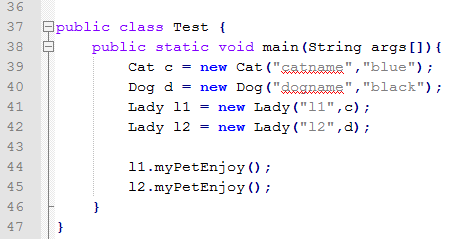 36
37 public class Test {
38 public static void main(String args[]){
39 Cat c = new Cat("catname","blue");
40 Dog d = new Dog("dogname","black");
41 Lady l1 = new Lady("l1",c);
42 Lady l2 = new Lady("l2",d);
43
44 l1.myPetEnjoy();
45 l2.myPetEnjoy();
46 }
47 }